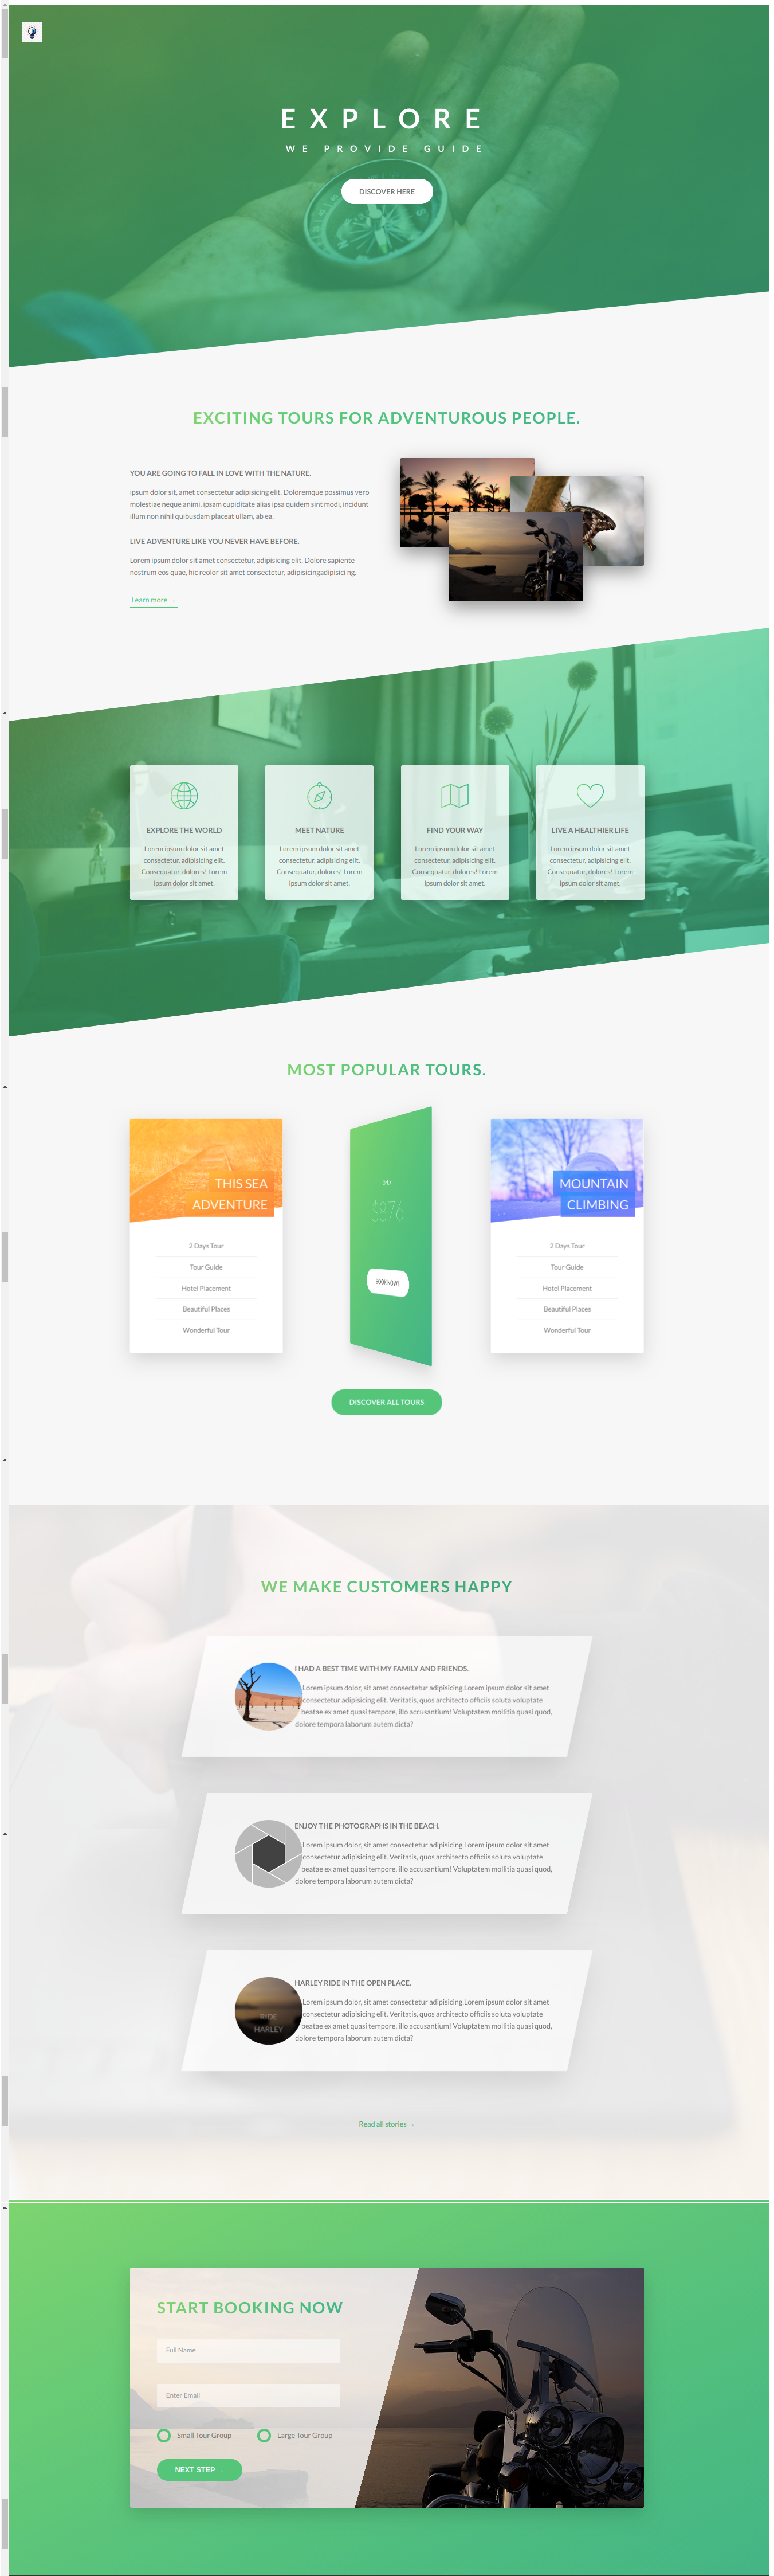 EXPLORE
WE PROVIDE GUIDE
DISCOVER HERE
EXCITING TOURS FOR ADVENTUROUS PEOPLE.
YOU ARE GOING TO FALL IN LOVE WITH THE NATURE.
ipsum dolor sit, amet consectetur adipisicing elit. Doloremque possimus vero
molestiae neque animi, ipsam cupiditate alias ipsa quidem sint modi, incidunt
illum non nihil quibusdam placeat ullam, ab ea.
LIVE ADVENTURE LIKE YOU NEVER HAVE BEFORE.
Lorem ipsum dolor sit amet consectetur, adipisicing elit. Dolore sapiente
nostrum eos quae, hic reolor sit amet consectetur, adipisicingadipisici ng.
Learn more →
EXPLORE THE WORLD
Lorem ipsum dolor sit amet
consectetur, adipisicing elit.
Consequatur, dolores! Lorem
ipsum dolor sit amet.
MEET NATURE
Lorem ipsum dolor sit amet
consectetur, adipisicing elit.
Consequatur, dolores! Lorem
ipsum dolor sit amet.
FIND YOUR WAY
Lorem ipsum dolor sit amet
consectetur, adipisicing elit.
Consequatur, dolores! Lorem
ipsum dolor sit amet.
LIVE A HEALTHIER LIFE
Lorem ipsum dolor sit amet
consectetur, adipisicing elit.
Consequatur, dolores! Lorem
ipsum dolor sit amet.
MOST POPULAR TOURS.
THIS SEA
ADVENTURE
2 Days Tour
Tour Guide
Hotel Placement
Beautiful Places
Wonderful Tour
ONLY
$876
BOOK NOW!
MOUNTAIN
CLIMBING
2 Days Tour
Tour Guide
Hotel Placement
Beautiful Places
Wonderful Tour
DISCOVER ALL TOURS
WE MAKE CUSTOMERS HAPPY
I HAD A BEST TIME WITH MY FAMILY AND FRIENDS.
Lorem ipsum dolor, sit amet consectetur adipisicing.Lorem ipsum dolor sit amet
consectetur adipisicing elit. Veritatis, quos architecto officiis soluta voluptate
beatae ex amet quasi tempore, illo accusantium! Voluptatem mollitia quasi quod,
dolore tempora laborum autem dicta?
ENJOY THE PHOTOGRAPHS IN THE BEACH.
Lorem ipsum dolor, sit amet consectetur adipisicing.Lorem ipsum dolor sit amet
consectetur adipisicing elit. Veritatis, quos architecto officiis soluta voluptate
beatae ex amet quasi tempore, illo accusantium! Voluptatem mollitia quasi quod,
dolore tempora laborum autem dicta?
RIDE
HARLEY
HARLEY RIDE IN THE OPEN PLACE.
Lorem ipsum dolor, sit amet consectetur adipisicing.Lorem ipsum dolor sit amet
consectetur adipisicing elit. Veritatis, quos architecto officiis soluta voluptate
beatae ex amet quasi tempore, illo accusantium! Voluptatem mollitia quasi quod,
dolore tempora laborum autem dicta?
Read all stories →
START BOOKING NOW
Full Name
Enter Email
Small Tour Group
Large Tour Group
NEXT STEP →